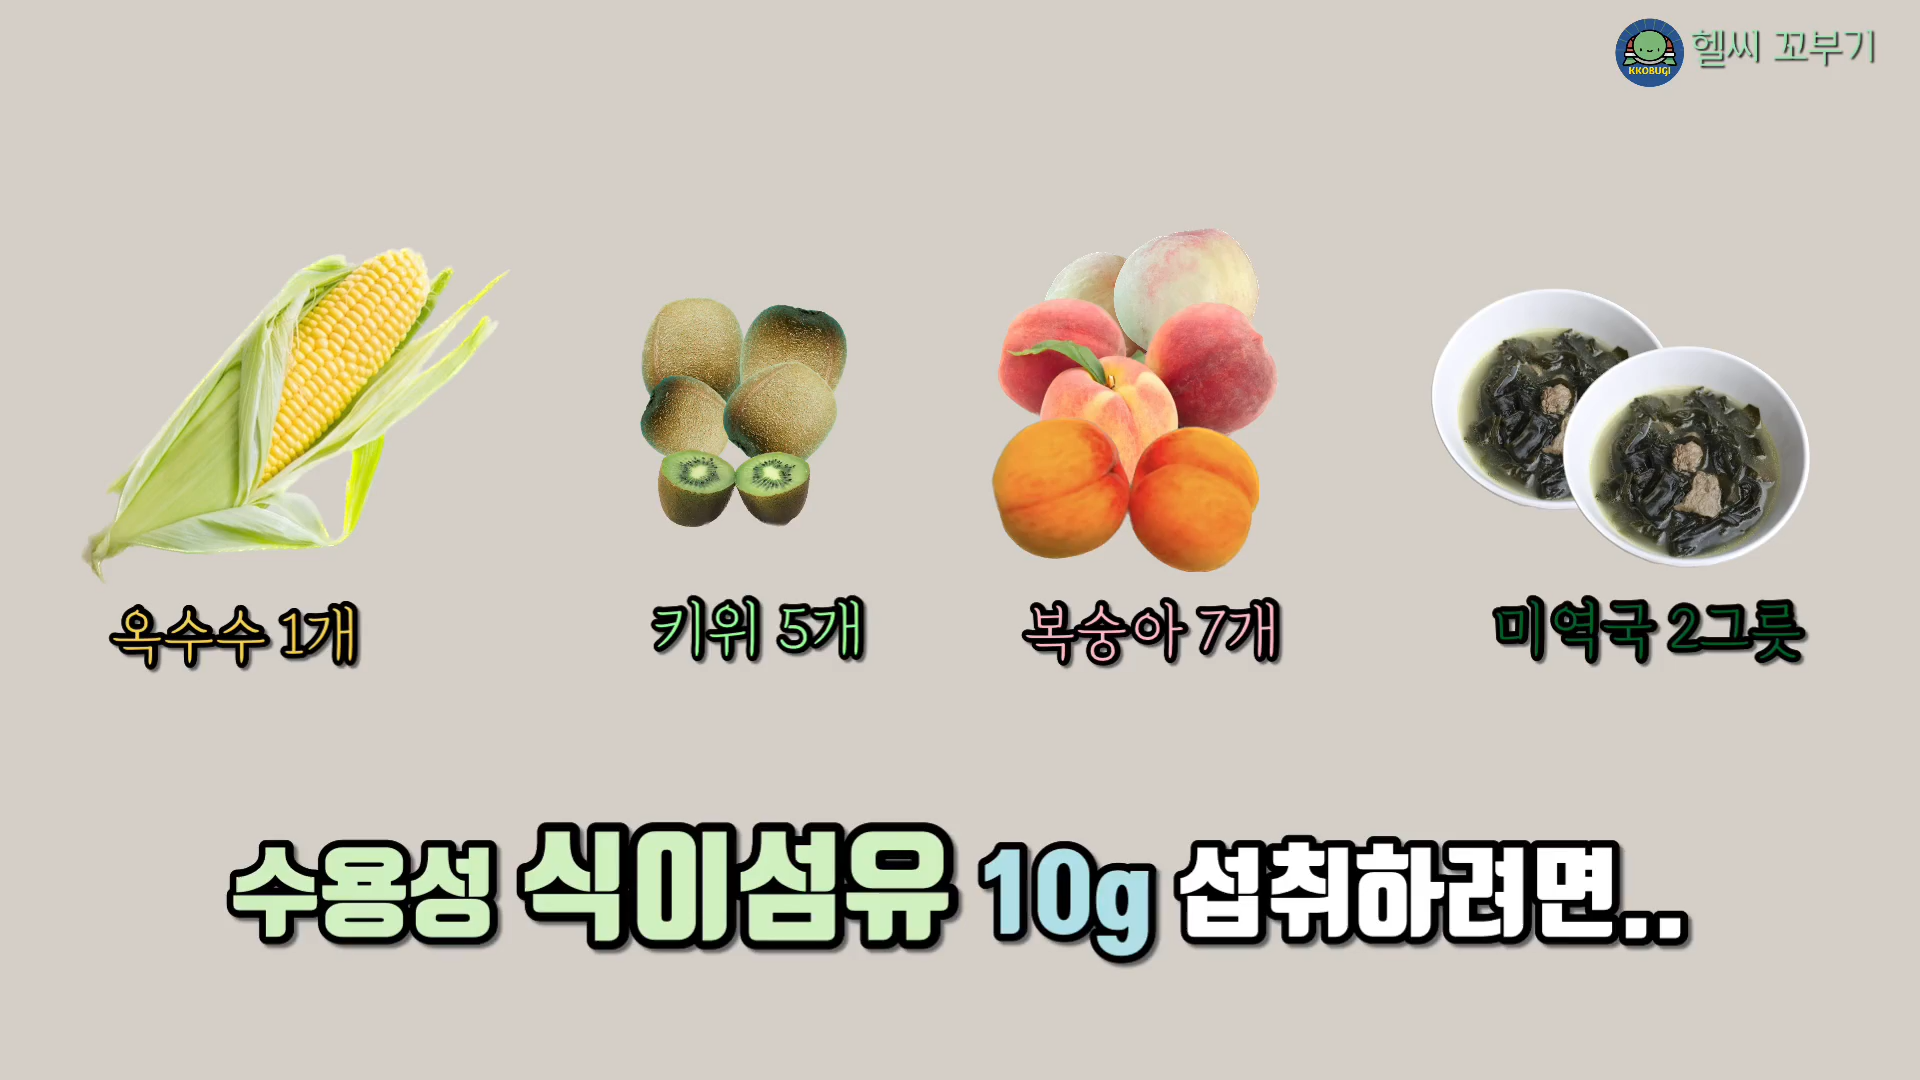 헬씨 꼬부기
KKOBUGI
옥수수 1개
키위 5개
복숭아 7개
미역국 2그릇
수용성 식이섬유 10g 섭취하려면..